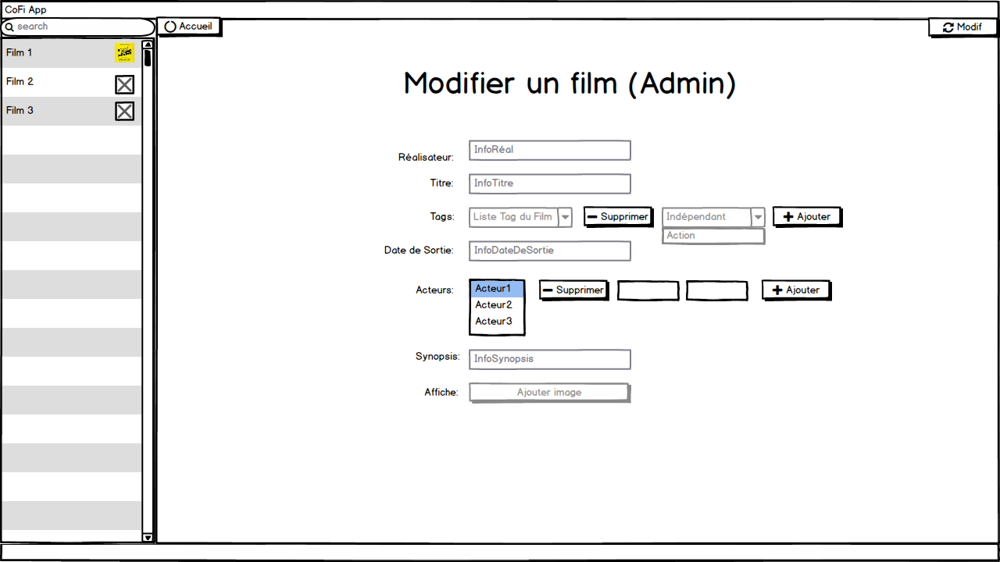 CoFi App
search
Accueil
Modif
Film 1
Film 2
Film 3
Modifier un film (Admin)
Réalisateur: InfoRéal
Titre: InfoTitre
Tags: Liste Tag du Film Supprimer Indépendant Ajouter
Action
Date de Sortie: InfoDateDeSortie
Acteurs: Acteur1 Supprimer Ajouter
Acteur2
Acteur3
Synopsis: InfoSynopsis
Affiche: Ajouter image